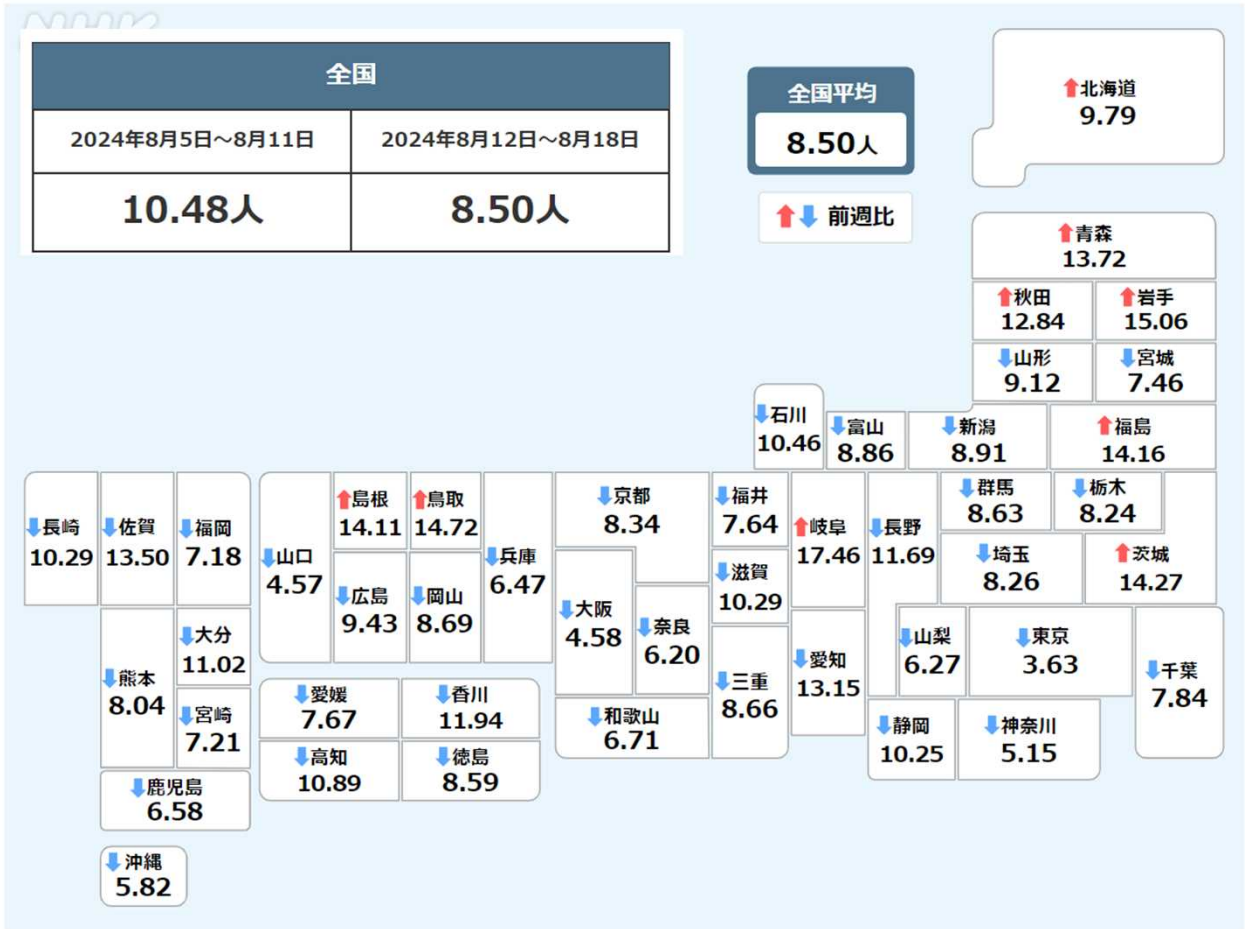 NHK
全国
2024年8月5日～8月11日 2024年8月12日～8月18日
10.48人 8.50人
全国平均
8.50人
前週比
北海道
9.79
青森
13.72
秋田
12.84
岩手
15.06
山形
9.12
宮城
7.46
石川
10.46
富山
8.86
新潟
8.91
福島
14.16
長崎
10.29
佐賀
13.50
福岡
7.18
山口
4.57
島根
14.11
鳥取
14.72
兵庫
6.47
京都
8.34
福井
7.64
岐阜
17.46
長野
11.69
群馬
8.63
栃木
8.24
広島
9.43
岡山
8.69
大阪
4.58
奈良
6.20
滋賀
10.29
埼玉
8.26
茨城
14.27
熊本
8.04
大分
11.02
宮崎
7.21
愛媛
7.67
香川
11.94
高知
10.89
徳島
8.59
和歌山
6.71
三重
8.66
愛知
13.15
山梨
6.27
東京
3.63
千葉
7.84
静岡
10.25
神奈川
5.15
鹿児島
6.58
沖縄
5.82